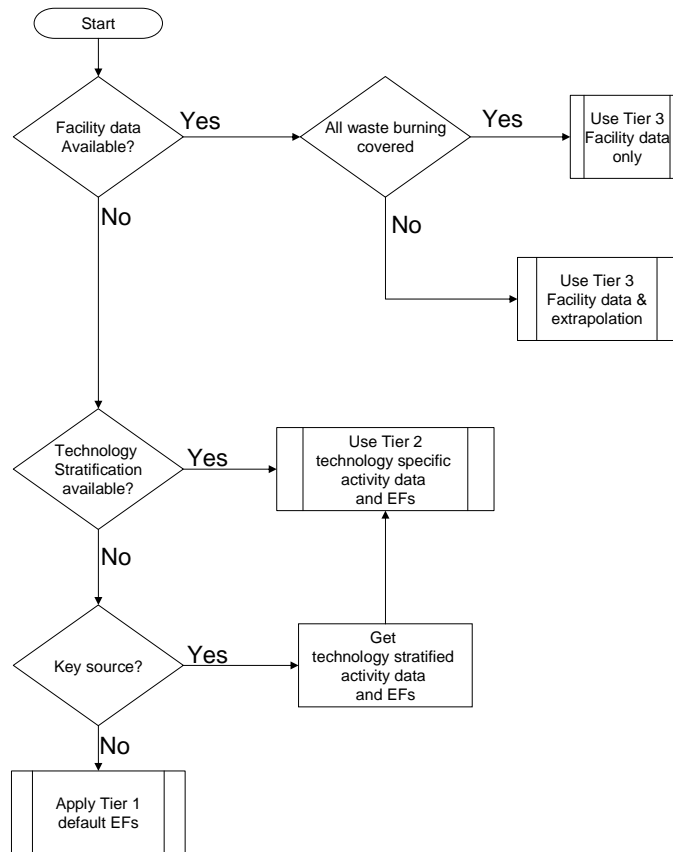 Start
Facility data
Available?
Yes
All waste burning
covered
Yes
Use Tier 3
Facility data
only
No
No
Use Tier 3
Facility data &
extrapolation
Technology
Stratification
available?
Yes
Use Tier 2
technology specific
activity data
and EFs
No
Key source?
Yes
Get
technology stratified
activity data
and EFs
No
Apply Tier 1
default EFs